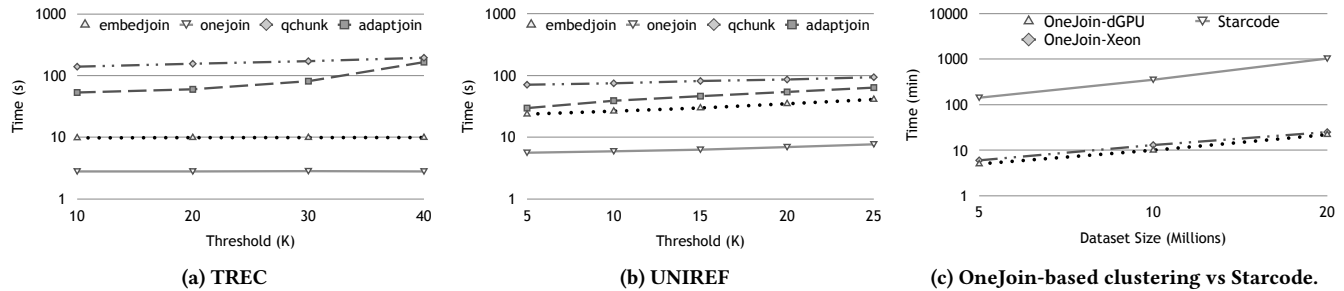 embedjoin onejoin qchunk adaptjoin
1000
100
10
1
Time (s)
10 20 30 40
Threshold (K)
(a) TREC
embedjoin onejoin qchunk adaptjoin
1000
100
10
1
Time (s)
5 10 15 20 25
Threshold (K)
(b) UNIREF
OneJoin-dGPU Starcode
OneJoin-Xeon
10000
1000
100
10
1
Time (min)
5 10 20
Dataset Size (Millions)
(c) OneJoin-based clustering vs Starcode.